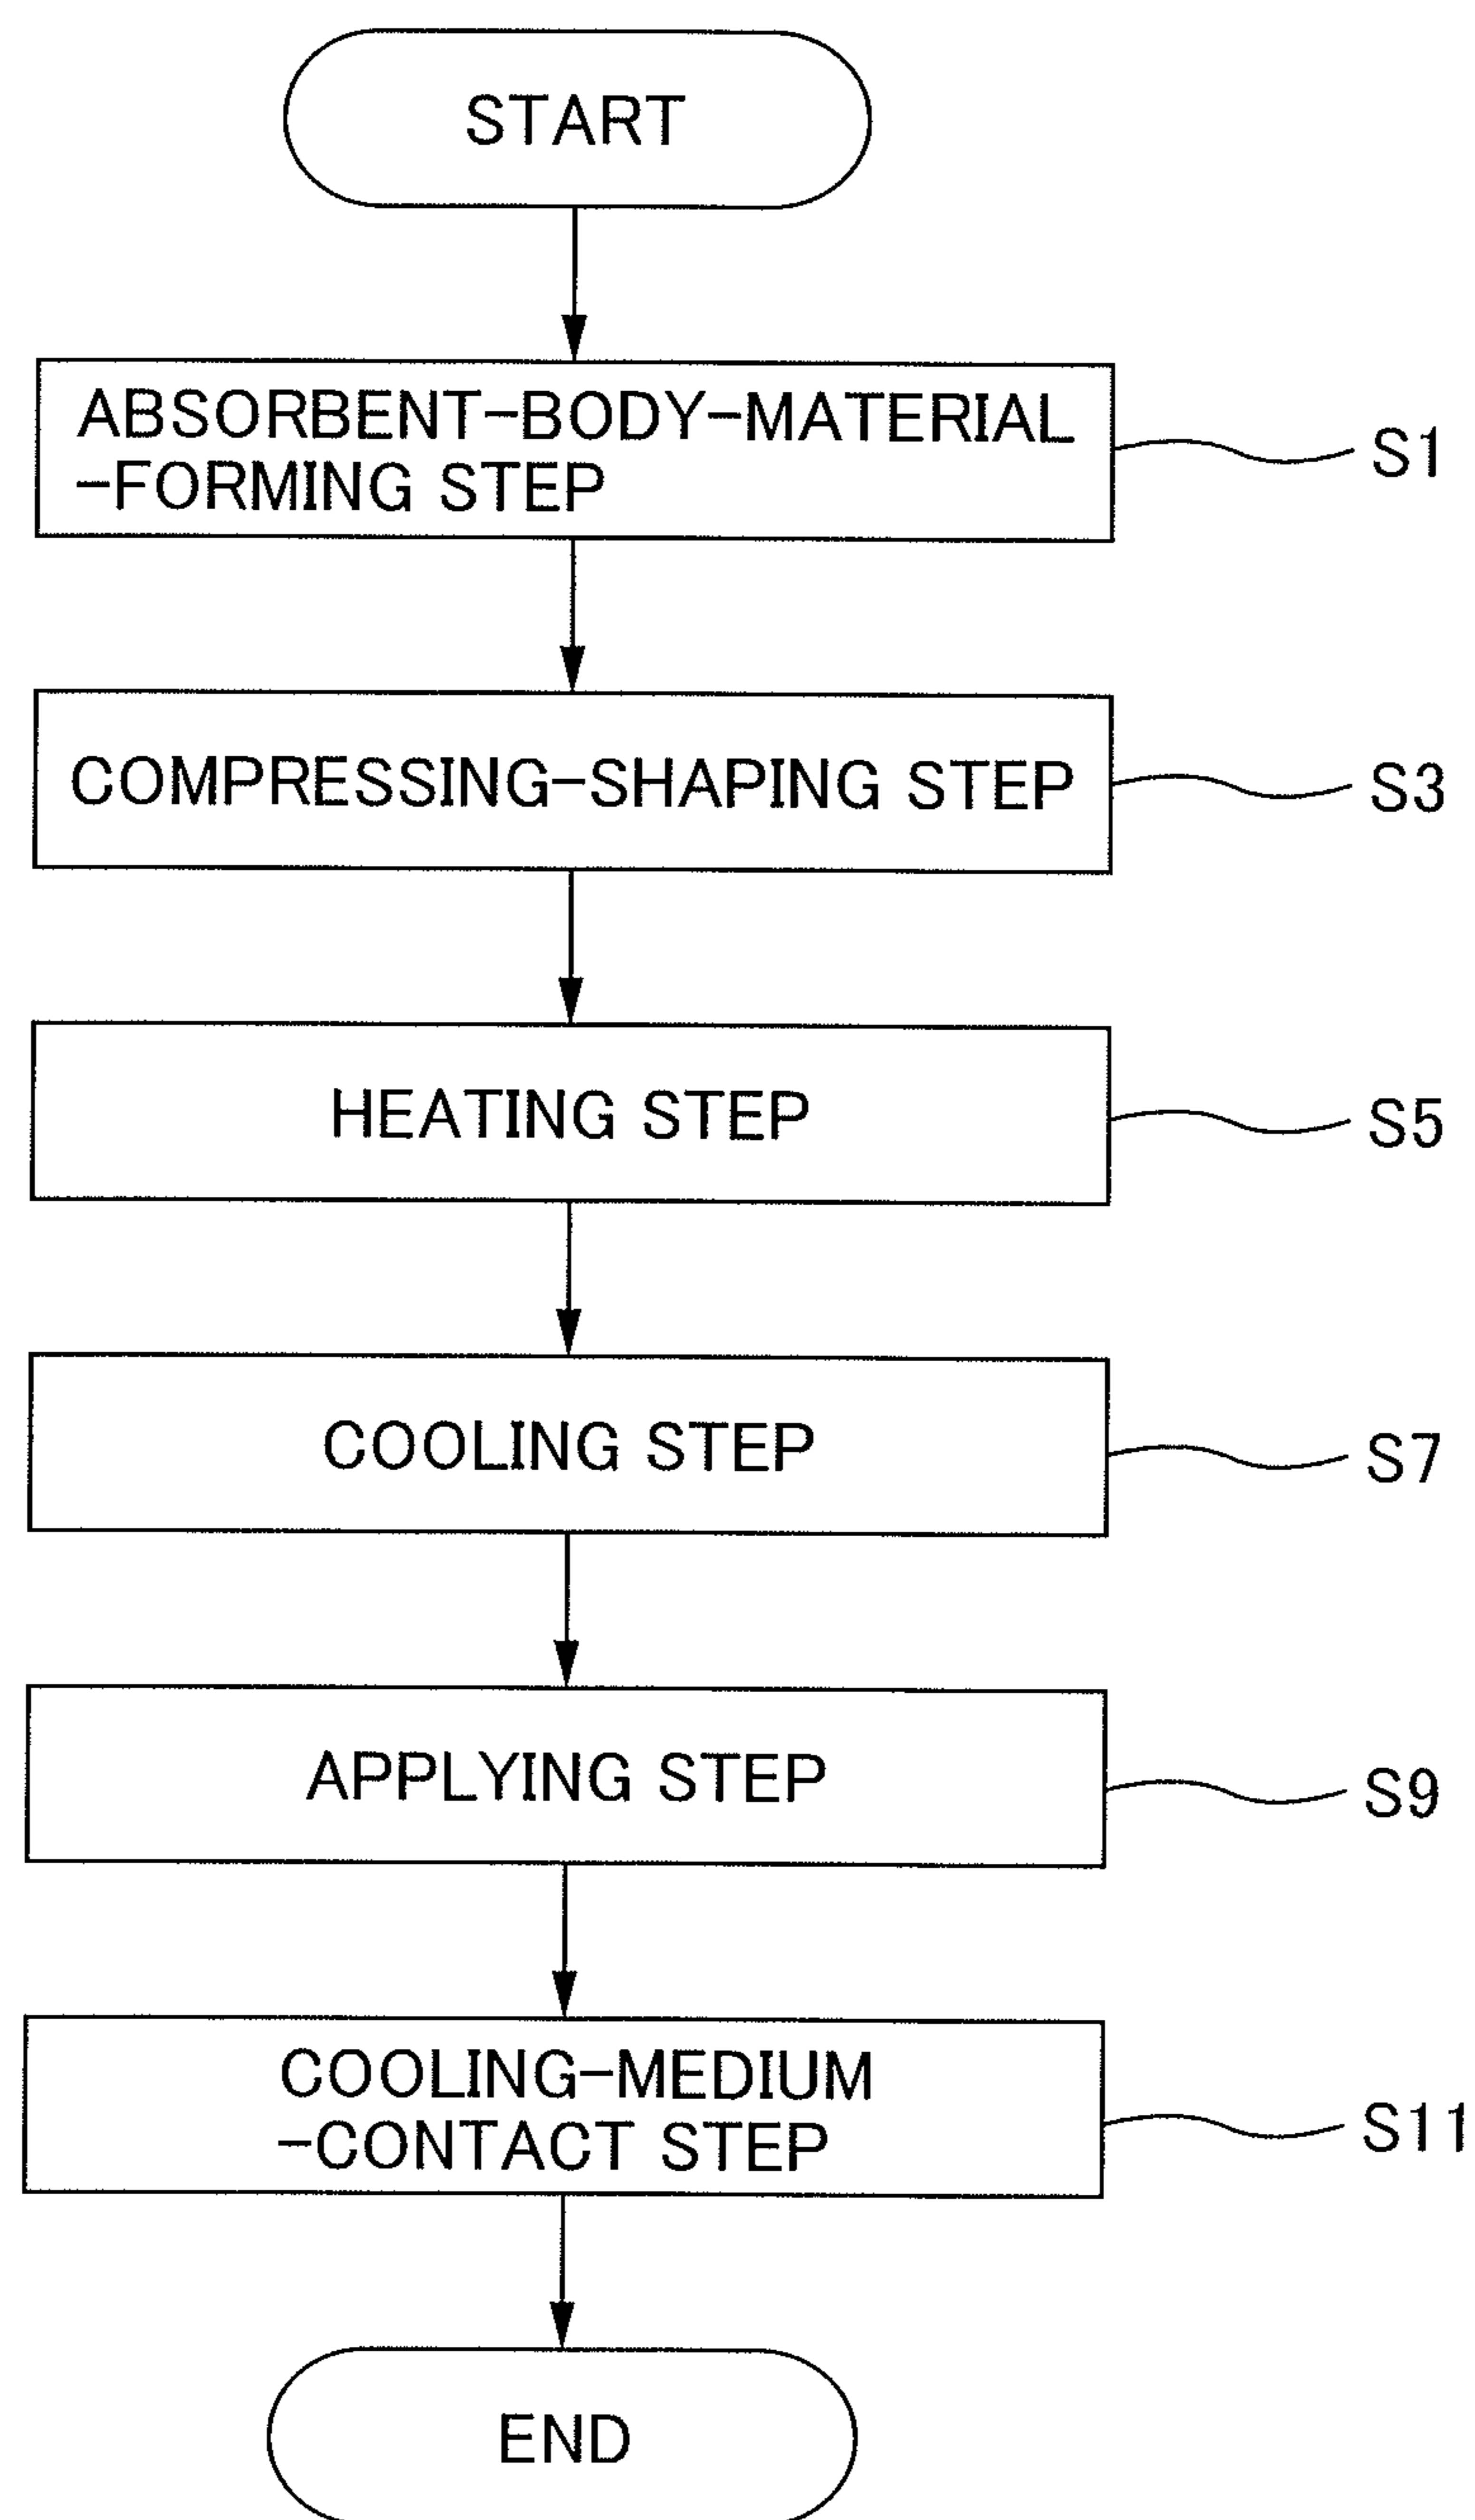 START
ABSORBENT-BODY-MATERIAL
-FORMING STEP
S1
COMPRESSING-SHAPING STEP
S3
HEATING STEP
S5
COOLING STEP
S7
APPLYING STEP
S9
COOLING-MEDIUM
-CONTACT STEP
S11
END